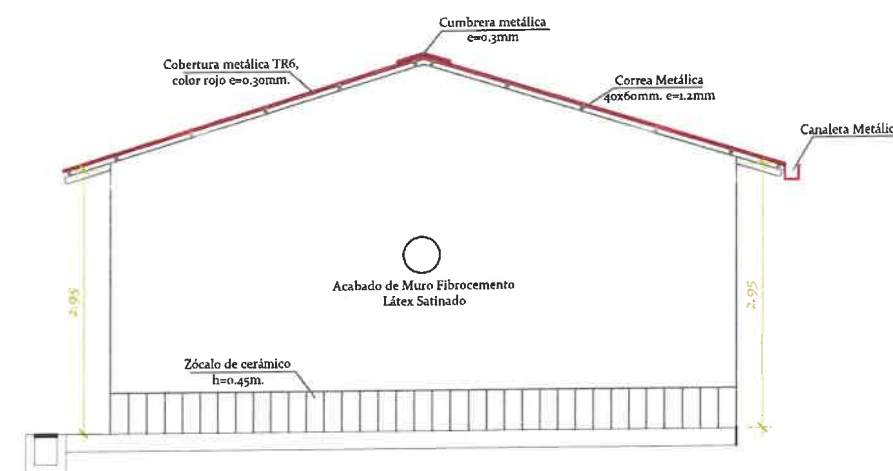 Cumbrera metálica
e=0.3mm
Cobertura metálica TR6,
color rojo e=0.30mm.
Correa Metálica
40x60mm. e=1.2mm
Canaleta Metálic
Acabado de Muro Fibrocemento
Látex Satinado
2.95
2.95
Zócalo de cerámico
h=0.45m.